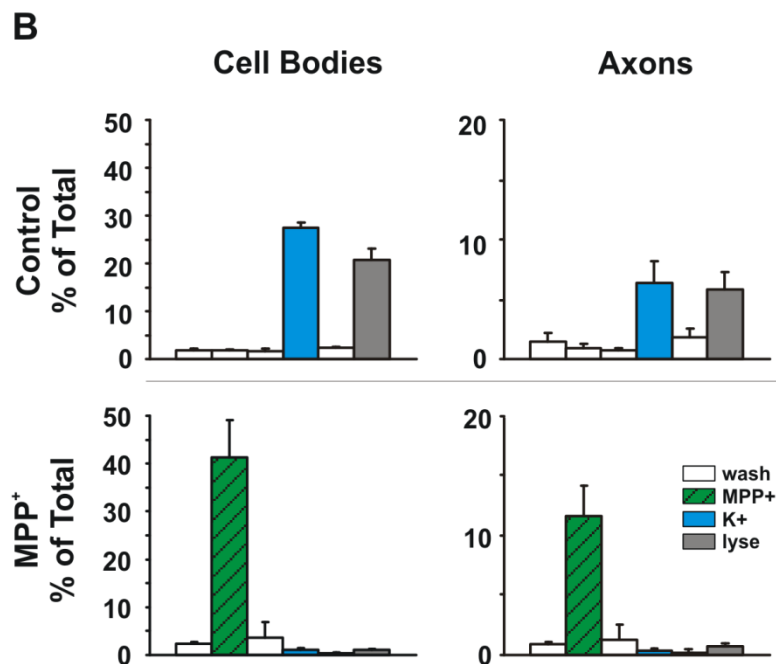 B
Cell Bodies
Axons
Control
% of Total
50
40
30
20
10
0
20
10
0
MPP⁺
% of Total
50
40
30
20
10
0
20
10
0
wash
MPP+
K+
lyse